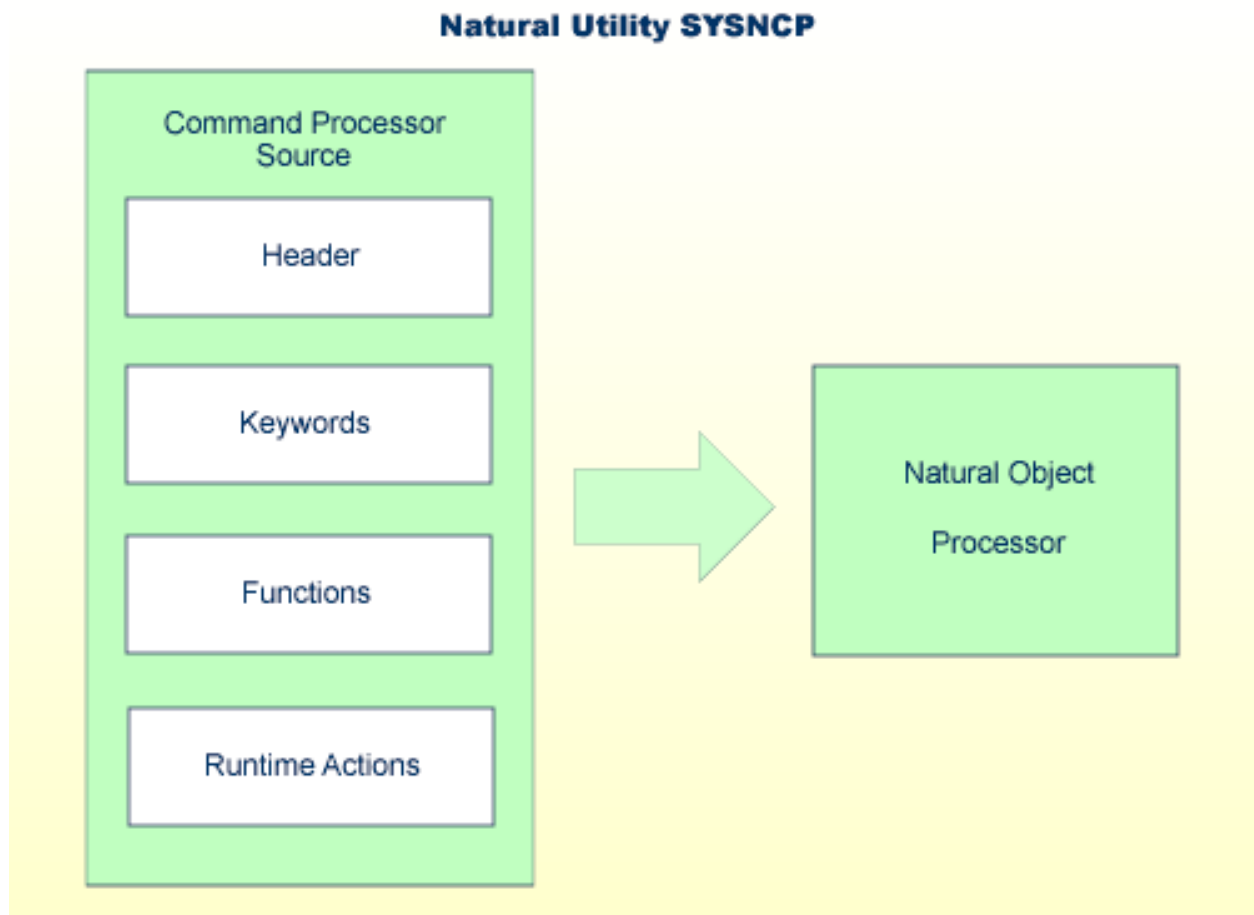 Natural Utility SYSNCP
Command Processor
Source
Header
Keywords
Functions
Runtime Actions
Natural Object
Processor